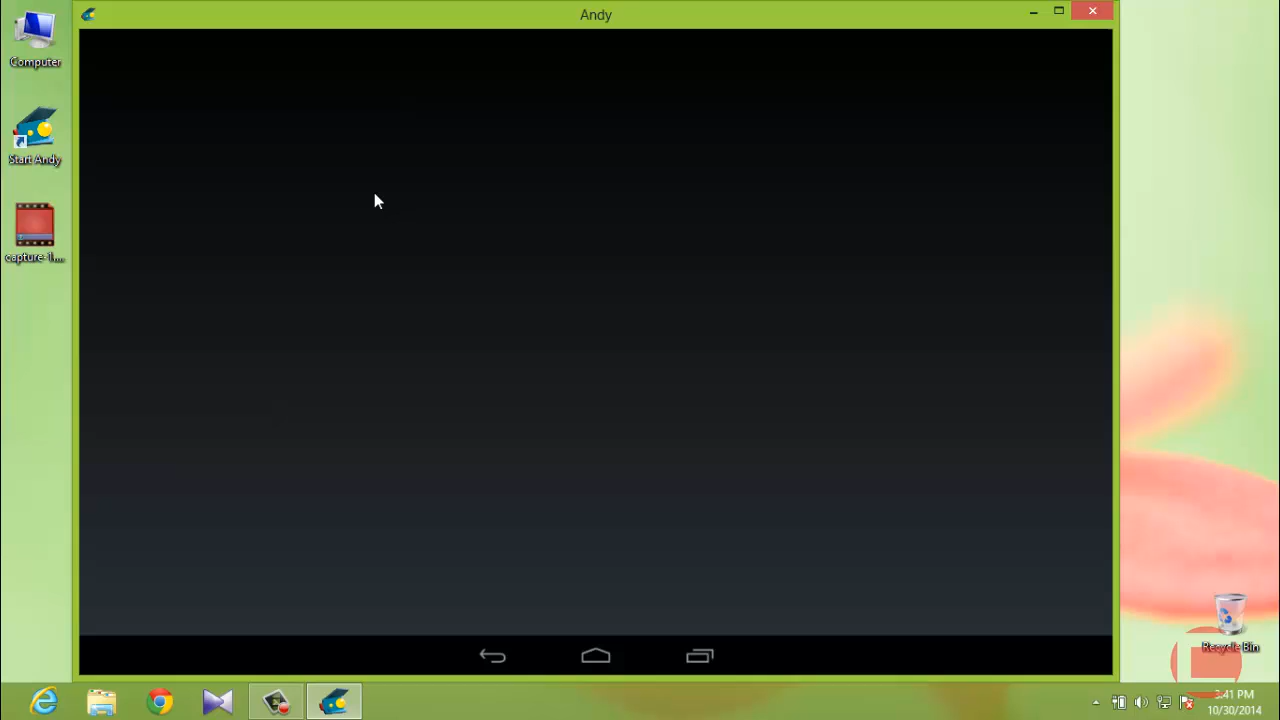 Andy
Computer
Start Andy
capture-1....
Recycle Bin
3:41 PM
10/30/2014